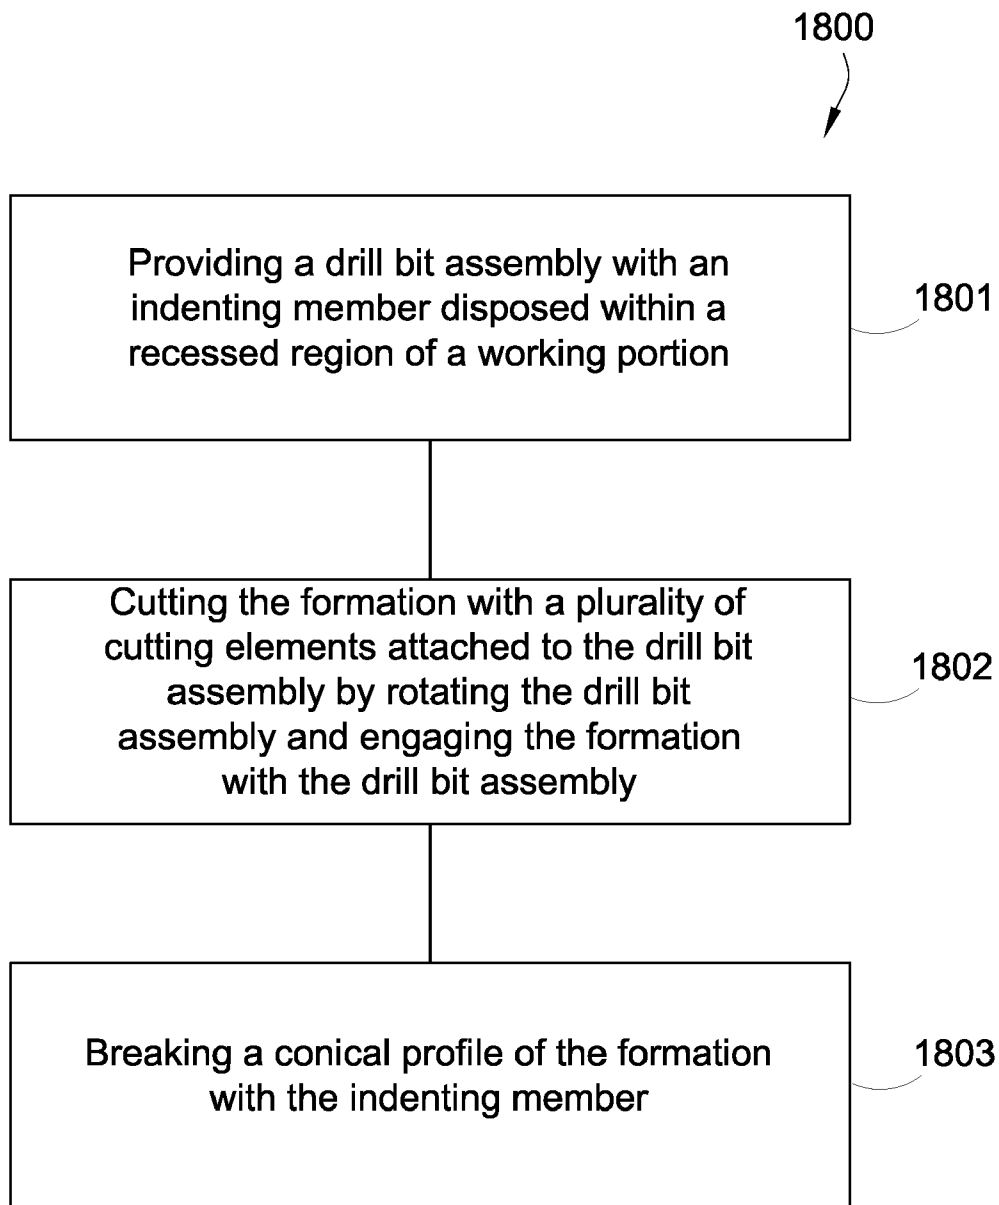 1800
Providing a drill bit assembly with an
indenting member disposed within a
recessed region of a working portion
1801
Cutting the formation with a plurality of
cutting elements attached to the drill bit
assembly by rotating the drill bit
assembly and engaging the formation
with the drill bit assembly
1802
Breaking a conical profile of the formation
with the indenting member
1803